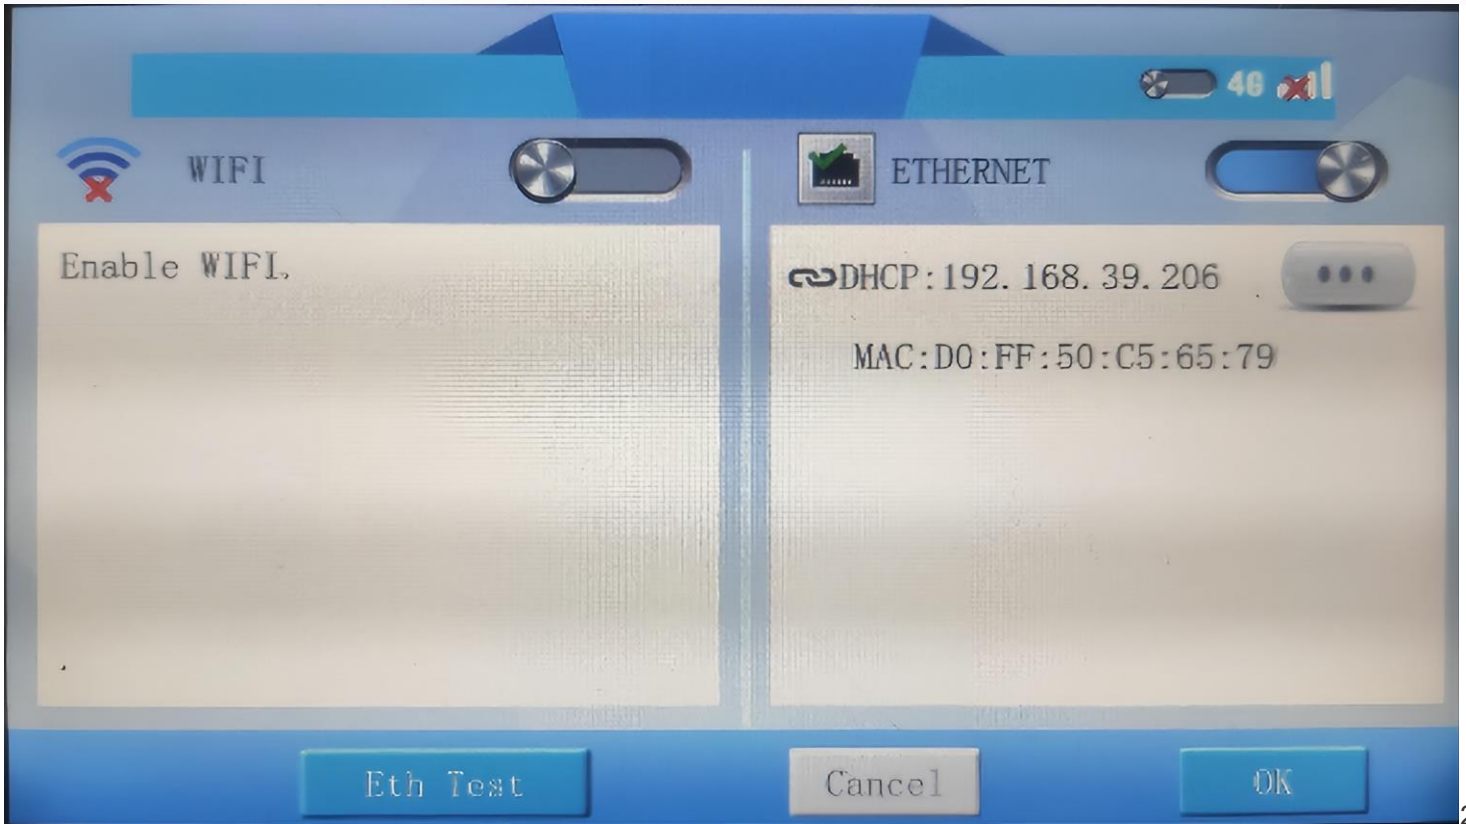 4G
WIFI
ETHERNET
Enable WIFI.
DHCP:192.168.39.206
MAC:D0:FF:50:C5:65:79
Eth Test
Cancel
OK